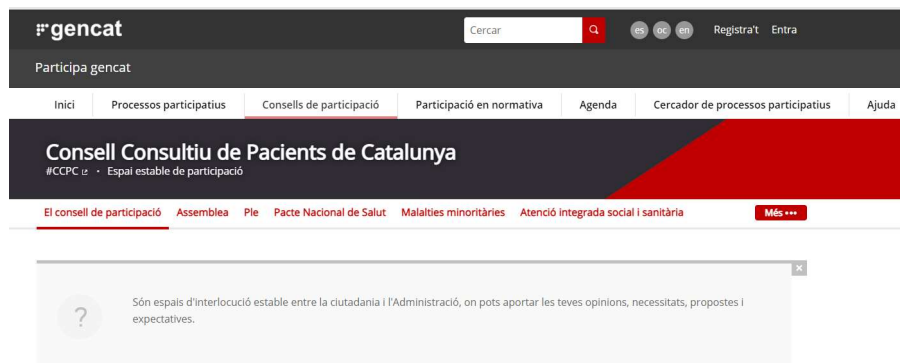 gencat
Cercar
es oc en
Registra't Entra
Participa gencat
Inici Processos participatius Consells de participació Participació en normativa Agenda Cercador de processos participatius Ajuda
Consell Consultiu de Pacients de Catalunya
#CCPC · Espai estable de participació
El consell de participació Assemblea Ple Pacte Nacional de Salut Malalties minoritàries Atenció integrada social i sanitària Més •••
×
?
Són espais d'interlocució estable entre la ciutadania i l'Administració, on pots aportar les teves opinions, necessitats, propostes i
expectatives.